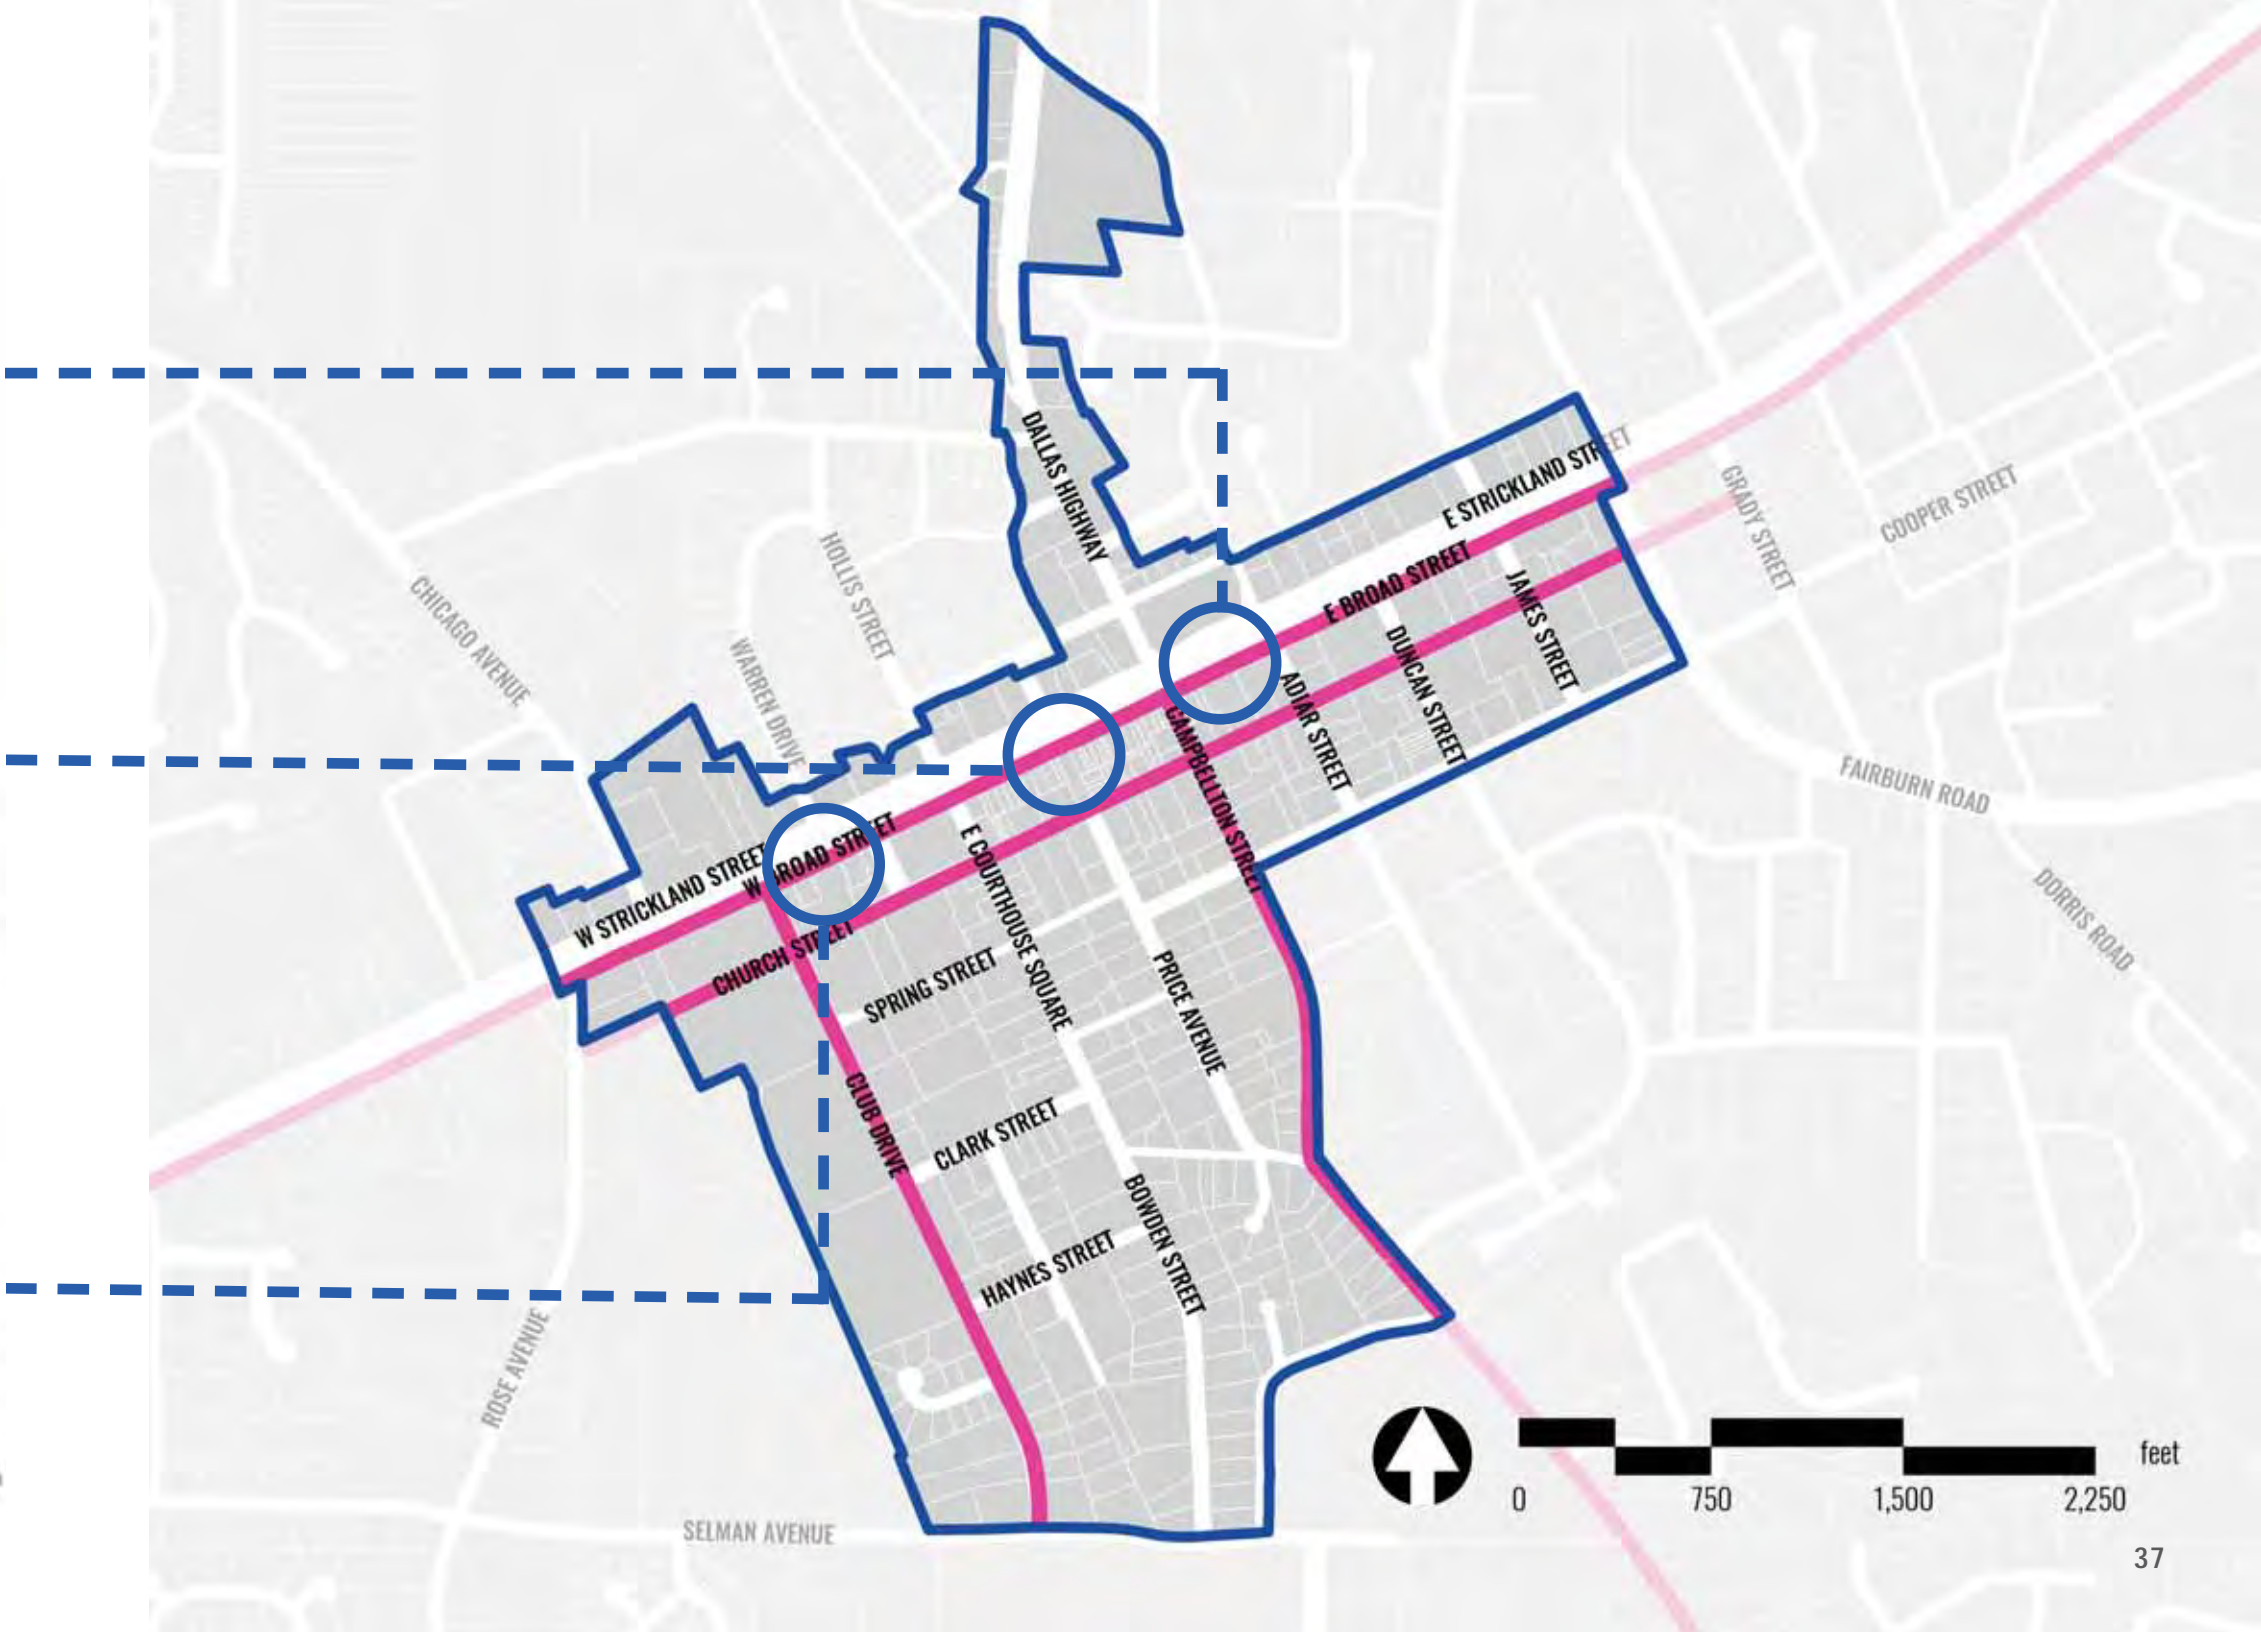 DALLAS HIGHWAY
E STRICKLAND STREET
GRADY STREET
COOPER STREET
HOLLIS STREET
CHICAGO AVENUE
E BROAD STREET
JAMES STREET
DUNCAN STREET
WARREN DRIVE
ADIAR STREET
CAMPBELLTON STREET
FAIRBURN ROAD
W BROAD STREET
W STRICKLAND STREET
E COURTHOUSE SQUARE
DORRIS ROAD
CHURCH STREET
SPRING STREET
PRICE AVENUE
CLUB DRIVE
CLARK STREET
BOWDEN STREET
HAYNES STREET
ROSE AVENUE
SELMAN AVENUE
feet
0 750 1,500 2,250
37